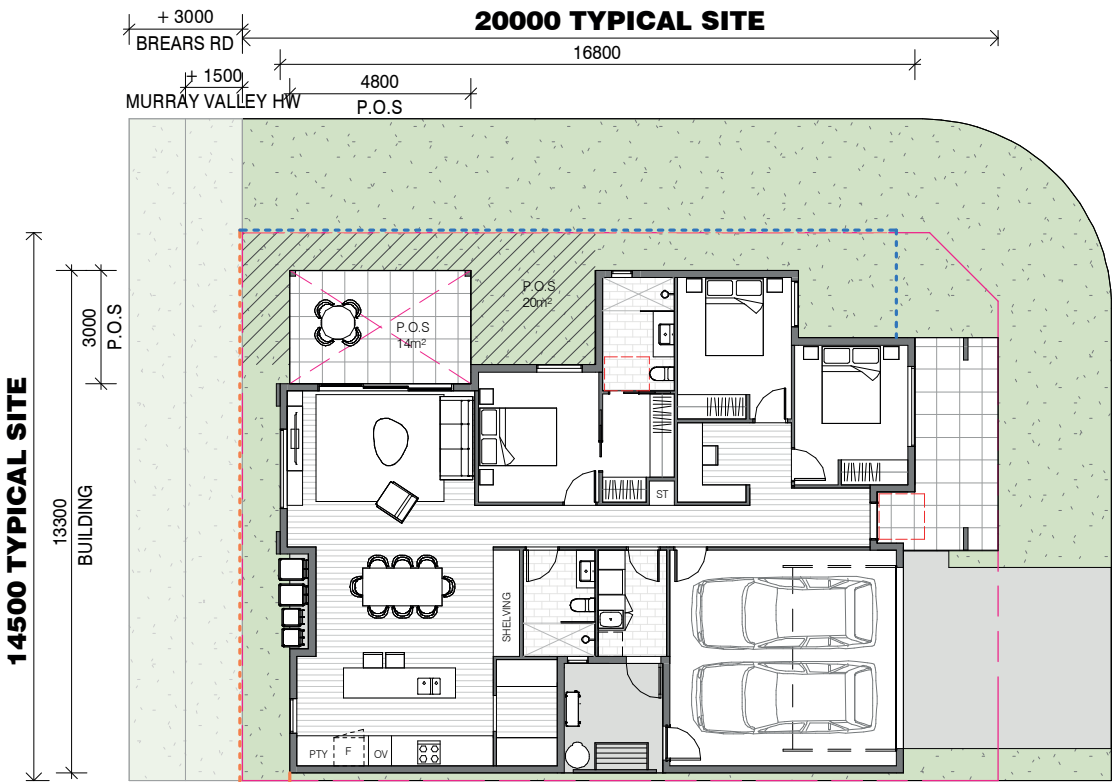 + 3000
20000 TYPICAL SITE
BREARS RD
16800
+ 1500
4800
MURRAY VALLEY HW
P.O.S
3000
P.O.S
P.O.S
20m²
P.O.S
14m²
14500 TYPICAL SITE
13300
BUILDING
ST
SHELVING
PTY
F
OV